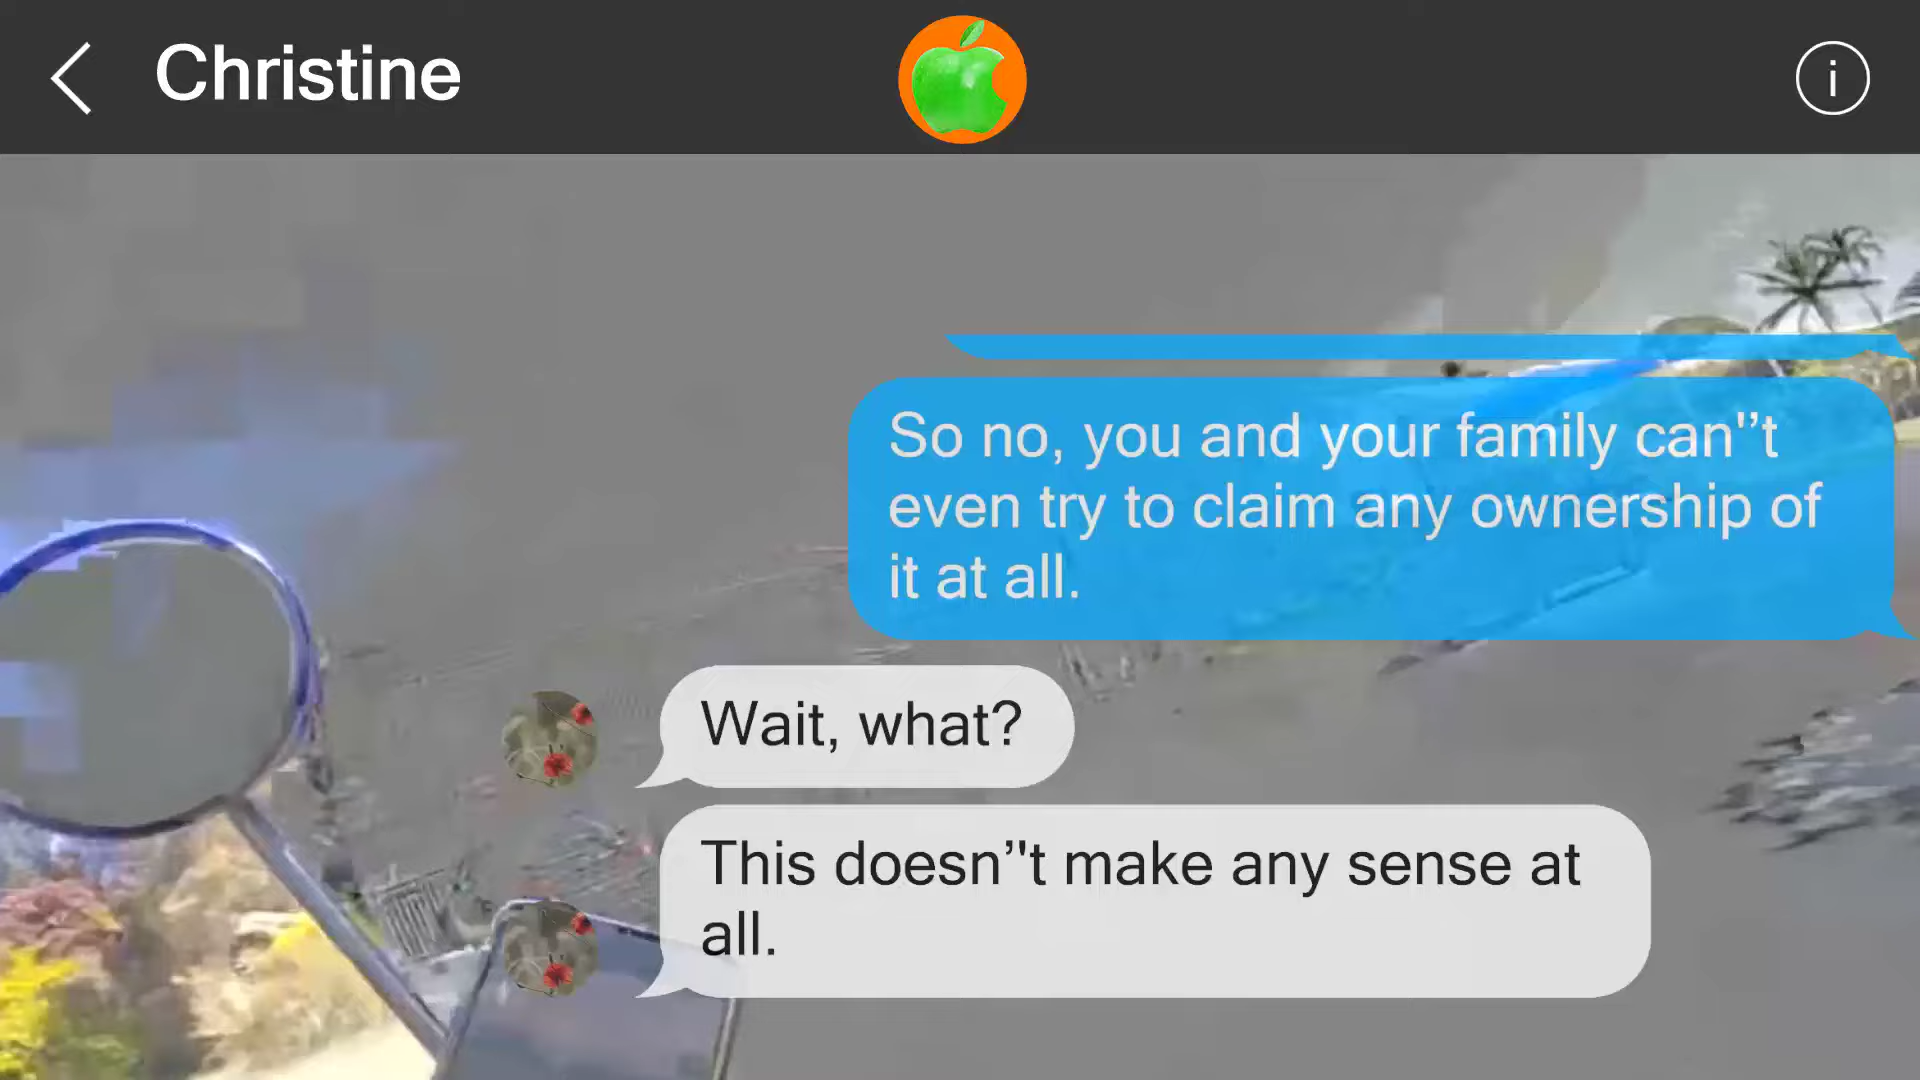 Christine
i
So no, you and your family can'’t
even try to claim any ownership of
it at all.
Wait, what?
This doesn’'t make any sense at
all.